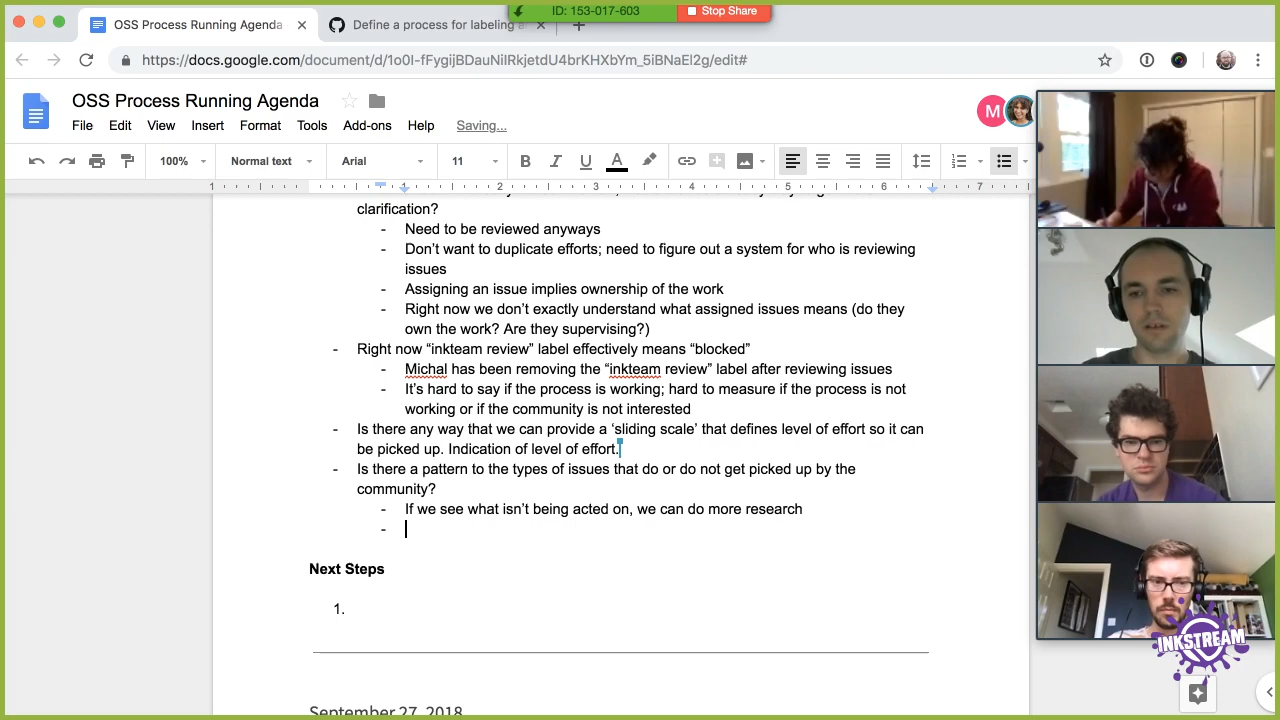 ID: 153-017-603
Stop Share
OSS Process Running Agenda
Define a process for labeling
https://docs.google.com/document/d/1o0I-fFygijBDauNiIRkjetdU4brKHXbYm_5iBNaEl2g/edit#
OSS Process Running Agenda
M
File Edit View Insert Format Tools Add-ons Help Saving...
100% Normal text Arial 11 B I U A
1 1 2 3 4 5 6 7
clarification?
- Need to be reviewed anyways
- Don’t want to duplicate efforts; need to figure out a system for who is reviewing
issues
- Assigning an issue implies ownership of the work
- Right now we don’t exactly understand what assigned issues means (do they
own the work? Are they supervising?)
- Right now “inkteam review” label effectively means “blocked”
- Michal has been removing the “inkteam review” label after reviewing issues
- It’s hard to say if the process is working; hard to measure if the process is not
working or if the community is not interested
- Is there any way that we can provide a ‘sliding scale’ that defines level of effort so it can
be picked up. Indication of level of effort.
- Is there a pattern to the types of issues that do or do not get picked up by the
community?
- If we see what isn’t being acted on, we can do more research
-
Next Steps
1.
INKSTREAM
September 27, 2018